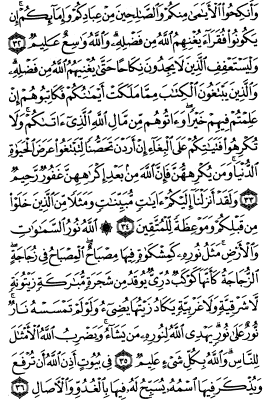 وَأَنكِحُوا۟ ٱلْأَيَـٰمَىٰ مِنكُمْ وَٱلصَّـٰلِحِينَ مِنْ عِبَادِكُمْ وَإِمَآئِكُمْ ۚ إِن
يَكُونُوا۟ فُقَرَآءَ يُغْنِهِمُ ٱللَّهُ مِن فَضْلِهِۦ ۗ وَٱللَّهُ وَٰسِعٌ عَلِيمٌ ٣٢
وَلْيَسْتَعْفِفِ ٱلَّذِينَ لَا يَجِدُونَ نِكَاحًا حَتَّىٰ يُغْنِيَهُمُ ٱللَّهُ مِن فَضْلِهِۦ ۗ
وَٱلَّذِينَ يَبْتَغُونَ ٱلْكِتَـٰبَ مِمَّا مَلَكَتْ أَيْمَـٰنُكُمْ فَكَاتِبُوهُمْ إِنْ
عَلِمْتُمْ فِيهِمْ خَيْرًا ۖ وَءَاتُوهُم مِّن مَّالِ ٱللَّهِ ٱلَّذِىٓ ءَاتَىٰكُمْ ۚ وَلَا
تُكْرِهُوا۟ فَتَيَـٰتِكُمْ عَلَى ٱلْبِغَآءِ إِنْ أَرَدْنَ تَحَصُّنًا لِّتَبْتَغُوا۟ عَرَضَ ٱلْحَيَوٰةِ
ٱلدُّنْيَا ۚ وَمَن يُكْرِههُّنَّ فَإِنَّ ٱللَّهَ مِنۢ بَعْدِ إِكْرَٰهِهِنَّ غَفُورٌ رَّحِيمٌ
٣٣ وَلَقَدْ أَنزَلْنَآ إِلَيْكُمْ ءَايَـٰتٍ مُّبَيِّنَـٰتٍ وَمَثَلًا مِّنَ ٱلَّذِينَ خَلَوْا۟
مِن قَبْلِكُمْ وَمَوْعِظَةً لِّلْمُتَّقِينَ ٣٤ ۞ ٱللَّهُ نُورُ ٱلسَّمَـٰوَٰتِ
وَٱلْأَرْضِ ۚ مَثَلُ نُورِهِۦ كَمِشْكَوٰةٍ فِيهَا مِصْبَاحٌ ۖ ٱلْمِصْبَاحُ فِى زُجَاجَةٍ ۖ
ٱلزُّجَاجَةُ كَأَنَّهَا كَوْكَبٌ دُرِّىٌّ يُوقَدُ مِن شَجَرَةٍ مُّبَـٰرَكَةٍ زَيْتُونَةٍ
لَّا شَرْقِيَّةٍ وَلَا غَرْبِيَّةٍ يَكَادُ زَيْتُهَا يُضِىٓءُ وَلَوْ لَمْ تَمْسَسْهُ نَارٌ ۚ
نُّورٌ عَلَىٰ نُورٍ ۗ يَهْدِى ٱللَّهُ لِنُورِهِۦ مَن يَشَآءُ ۚ وَيَضْرِبُ ٱللَّهُ ٱلْأَمْثَـٰلَ
لِلنَّاسِ ۗ وَٱللَّهُ بِكُلِّ شَىْءٍ عَلِيمٌ ٣٥ فِى بُيُوتٍ أَذِنَ ٱللَّهُ أَن تُرْفَعَ
وَيُذْكَرَ فِيهَا ٱسْمُهُۥ يُسَبِّحُ لَهُۥ فِيهَا بِٱلْغُدُوِّ وَٱلْـَٔاصَالِ ٣٦